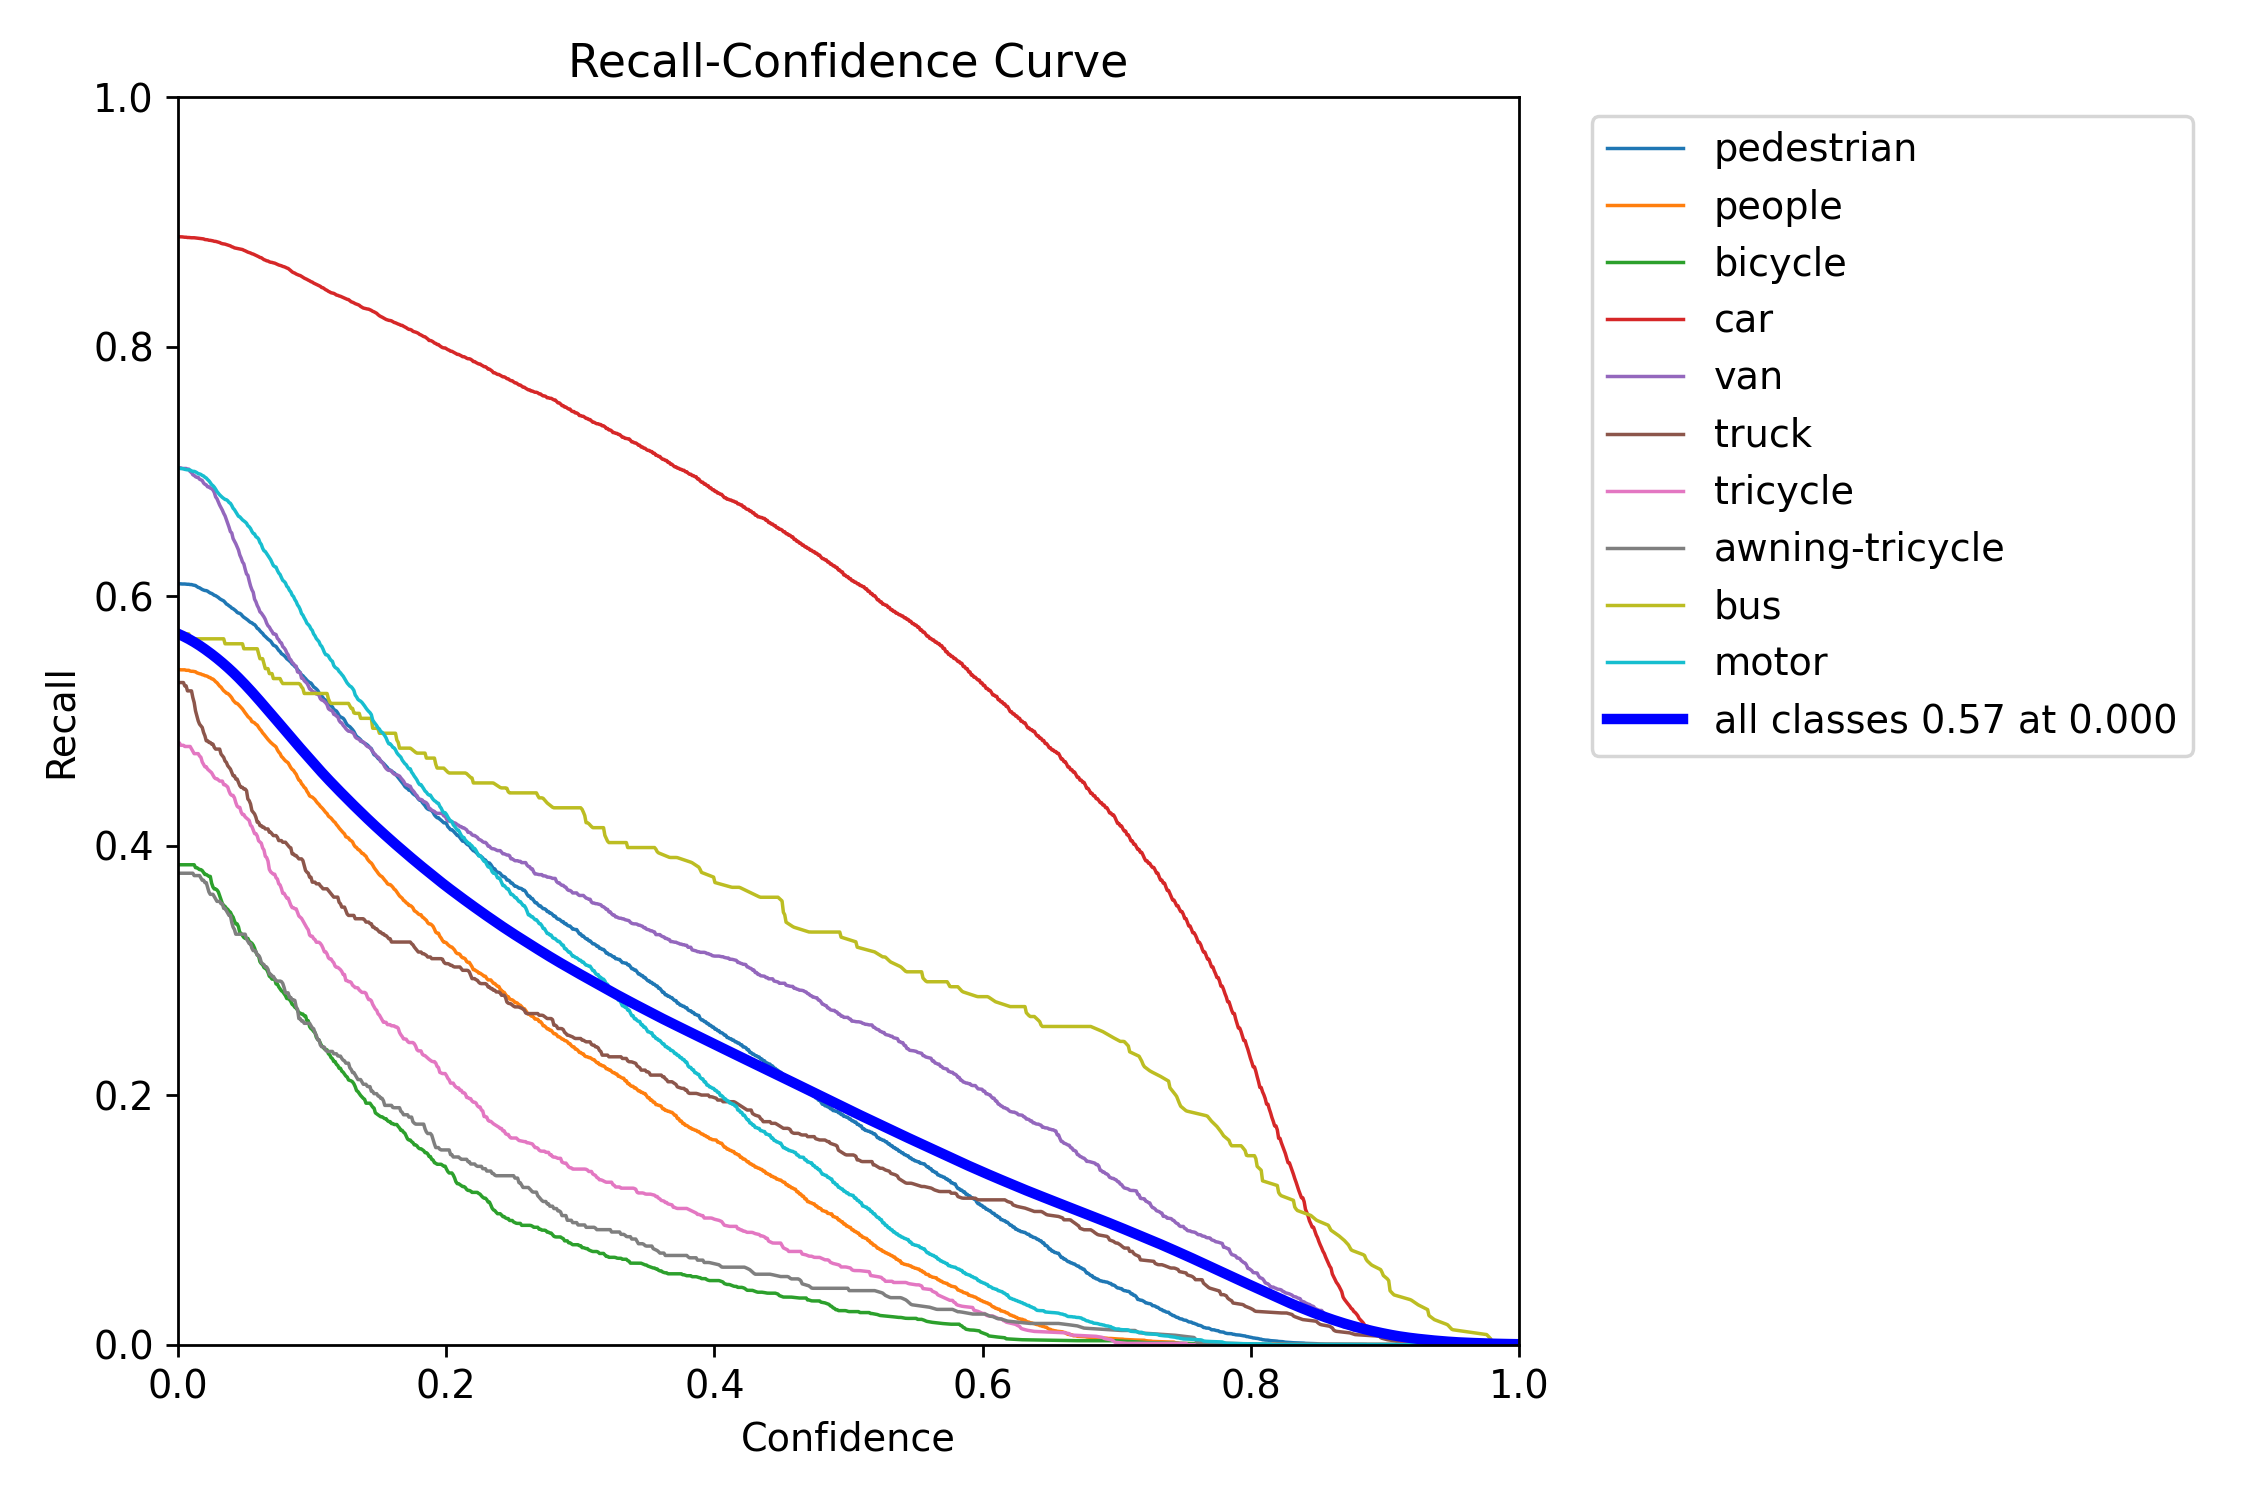 Recall-Confidence Curve
1.0
0.8
0.6
0.4
0.2
0.0
Recall
0.0 0.2 0.4 0.6 0.8 1.0
Confidence
pedestrian
people
bicycle
car
van
truck
tricycle
awning-tricycle
bus
motor
all classes 0.57 at 0.000